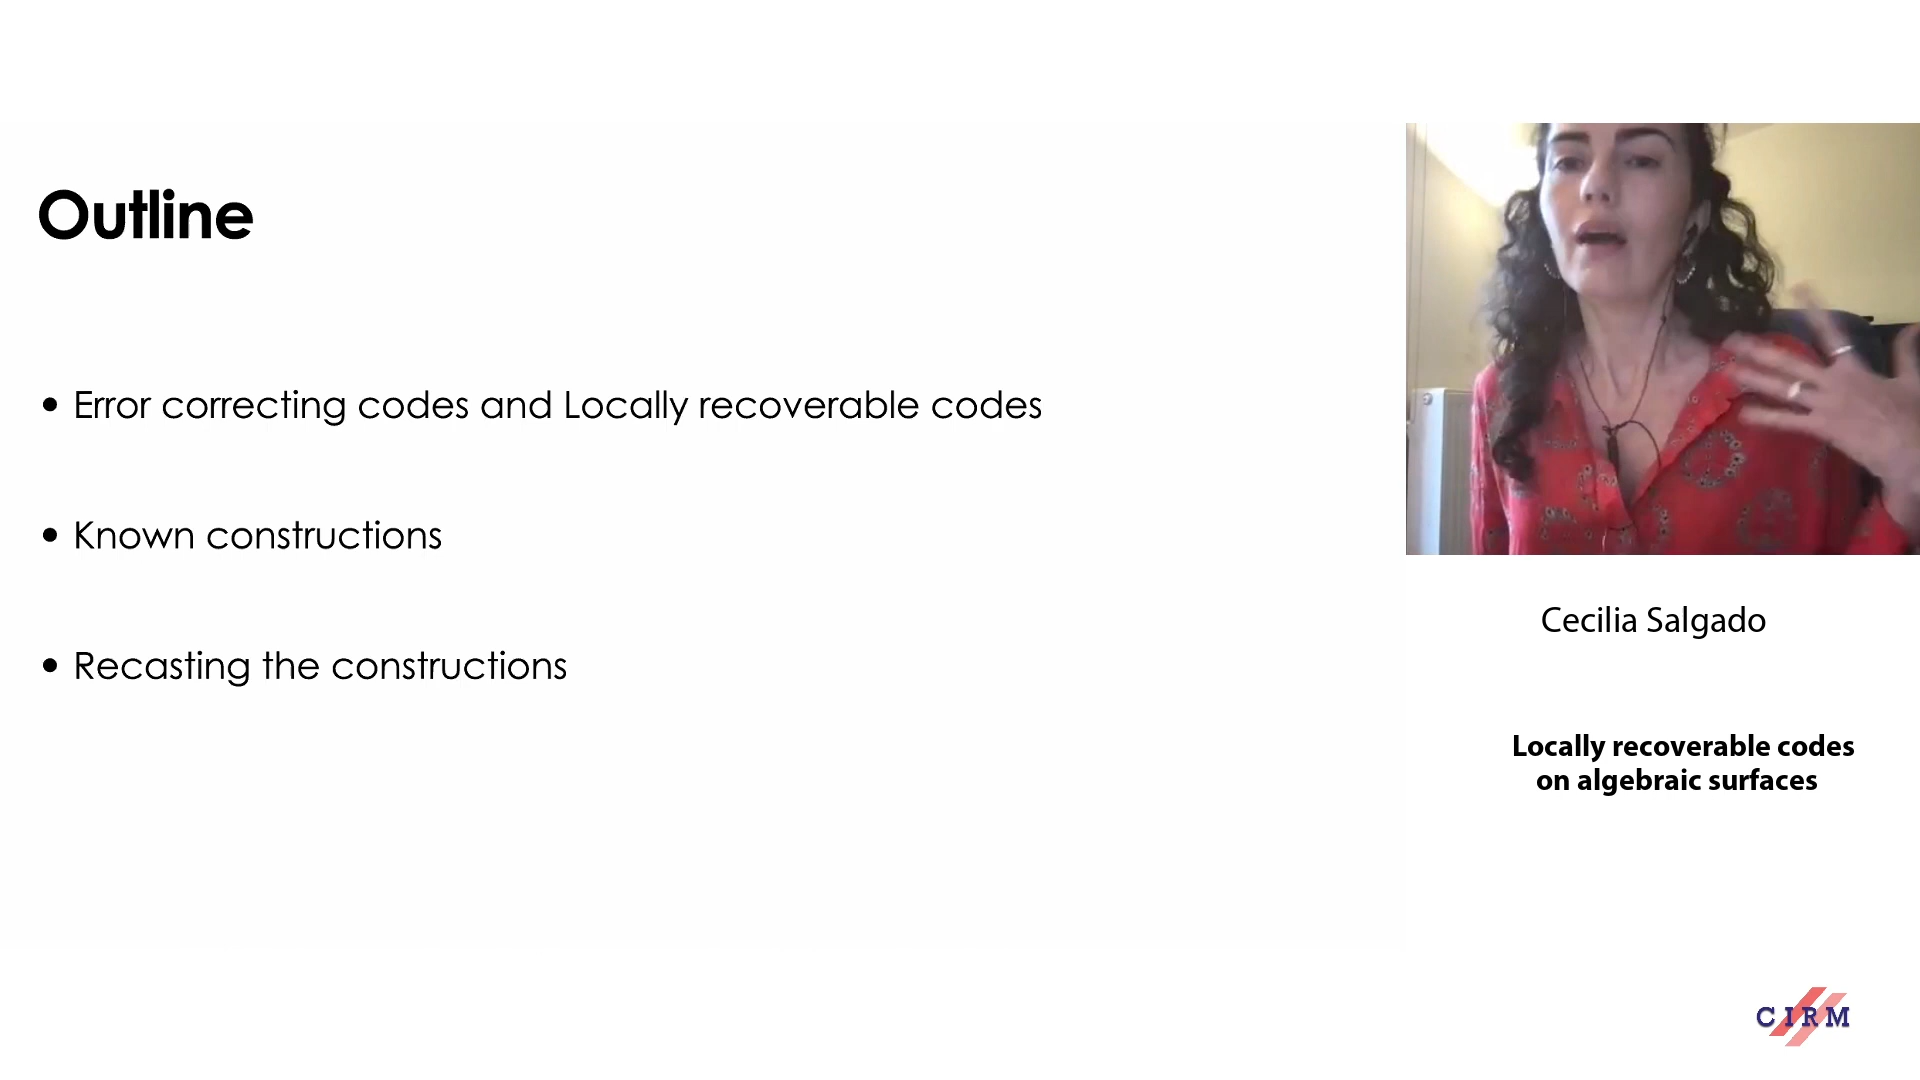 Outline
• Error correcting codes and Locally recoverable codes
• Known constructions
• Recasting the constructions
Cecilia Salgado
Locally recoverable codes
on algebraic surfaces
CIRM